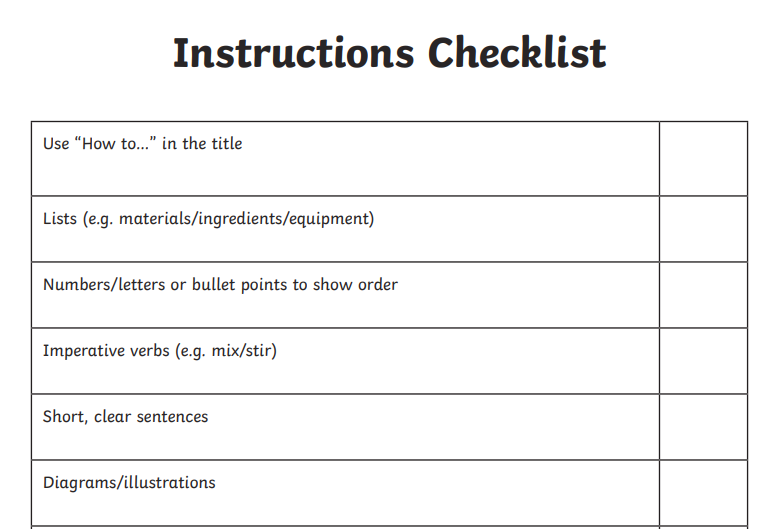 Instructions Checklist
Use “How to...” in the title
Lists (e.g. materials/ingredients/equipment)
Numbers/letters or bullet points to show order
Imperative verbs (e.g. mix/stir)
Short, clear sentences
Diagrams/illustrations